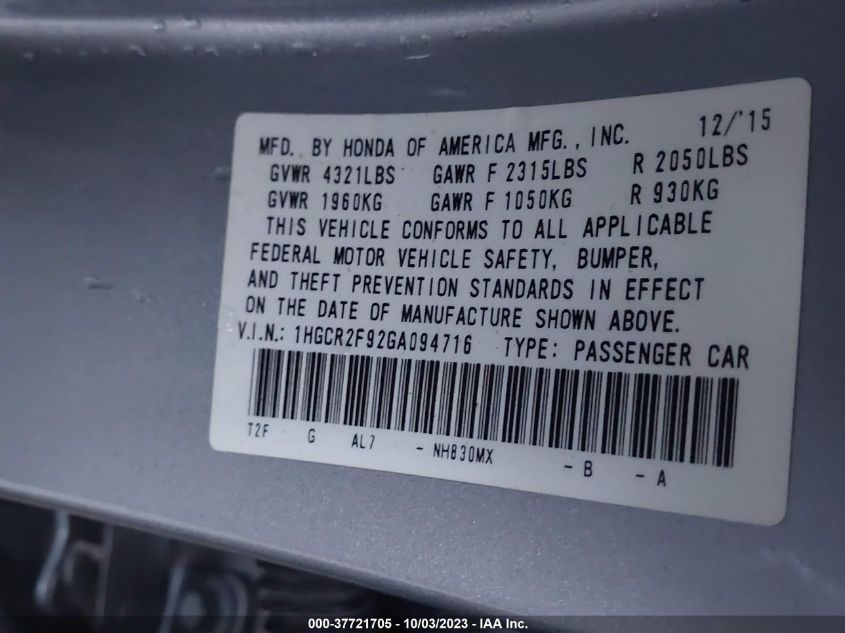 12/'15
MFD. BY HONDA OF AMERICA MFG., INC.
GVWR 4321LBS GAWR F 2315LBS R 2050LBS
GVWR 1960KG GAWR F 1050KG R 930KG
THIS VEHICLE CONFORMS TO ALL APPLICABLE
FEDERAL MOTOR VEHICLE SAFETY, BUMPER,
AND THEFT PREVENTION STANDARDS IN EFFECT
ON THE DATE OF MANUFACTURE SHOWN ABOVE.
V.I.N.: 1HGCR2F92GA094716 TYPE: PASSENGER CAR
T2F G AL7 - NH830MX - B - A
000-37721705 - 10/03/2023 - IAA Inc.